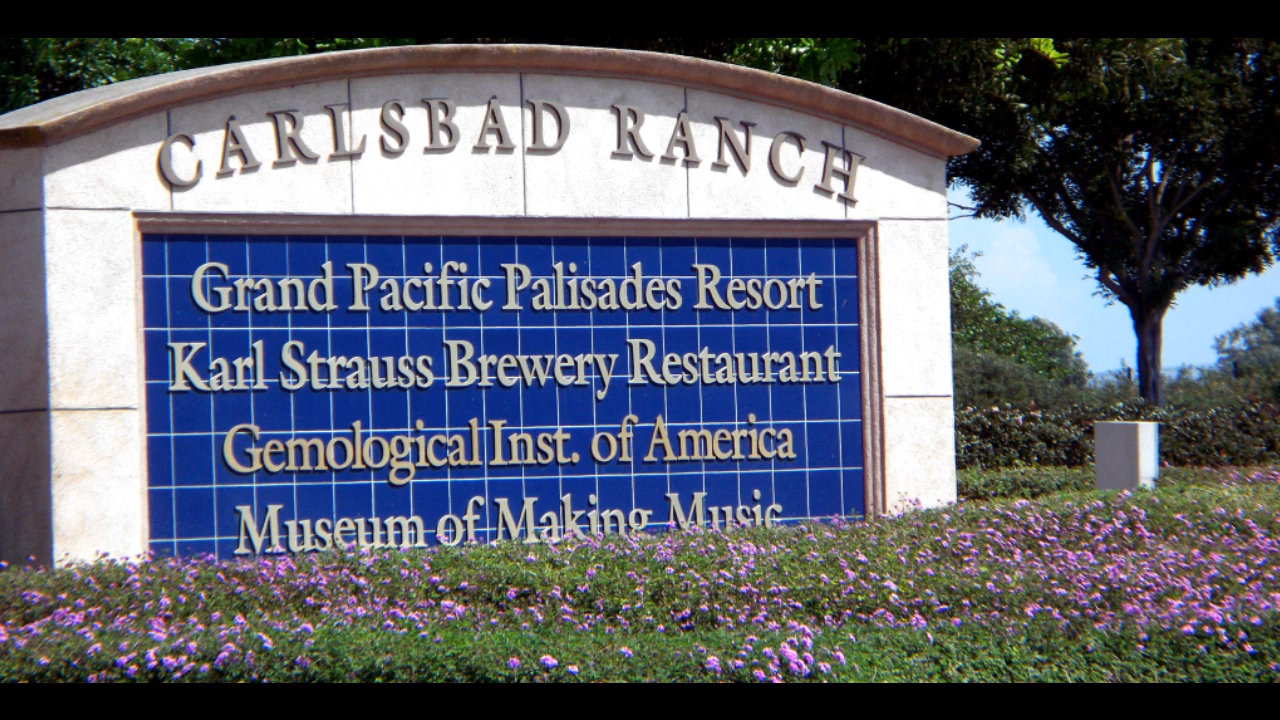 CARLSBAD RANCH
Grand Pacific Palisades Resort
Karl Strauss Brewery Restaurant
Gemological Inst. of America
Museum of Making Music